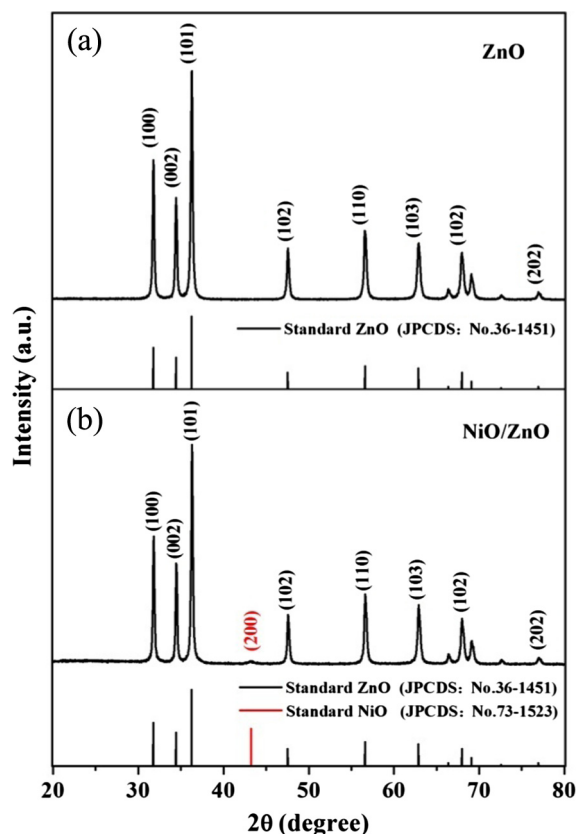 (a)
ZnO
(100)
(002)
(101)
(102)
(110)
(103)
(102)
(202)
Standard ZnO (JPCDS: No.36-1451)
Intensity (a.u.)
(b)
NiO/ZnO
(100)
(002)
(101)
(200)
(102)
(110)
(103)
(102)
(202)
Standard ZnO (JPCDS: No.36-1451)
Standard NiO (JPCDS: No.73-1523)
20 30 40 50 60 70 80
2θ (degree)